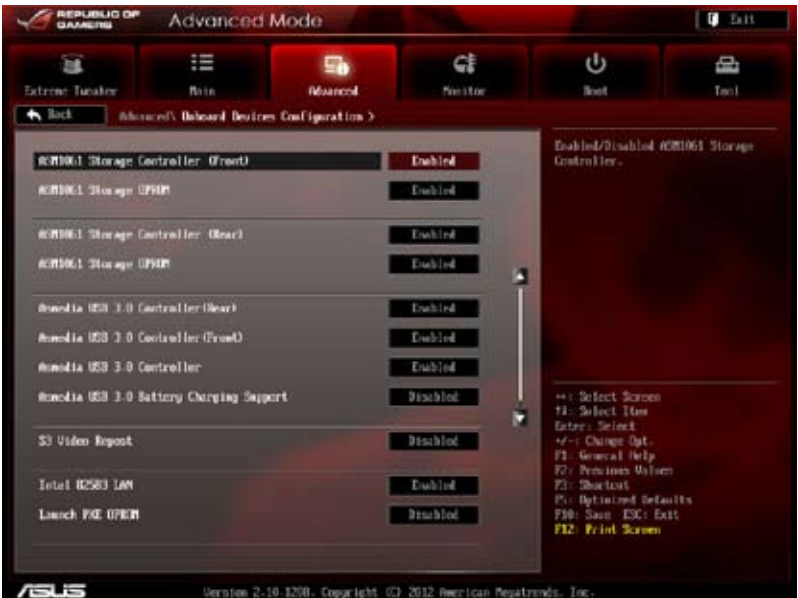 REPUBLIC OF GAMERS
Advanced Mode
Exit
Extreme Tweaker
Main
Advanced
Monitor
Boot
Tool
Back
Advanced\ Onboard Devices Configuration >
ASM1061 Storage Controller (Front) Enabled
ASM1061 Storage OPROM Enabled
ASM1061 Storage Controller (Rear) Enabled
ASM1061 Storage OPROM Enabled
Asmedia USB 3.0 Controller(Rear) Enabled
Asmedia USB 3.0 Controller(Front) Enabled
Asmedia USB 3.0 Controller Enabled
Asmedia USB 3.0 Battery Charging Support Disabled
S3 Video Repost Disabled
Intel 82583 LAN Enabled
Launch PXE OPROM Disabled
Enabled/Disabled ASM1061 Storage
Controller.
→←: Select Screen
↑↓: Select Item
Enter: Select
+/-: Change Opt.
F1: General Help
F2: Previous Values
F3: Shortcut
F5: Optimized Defaults
F10: Save ESC: Exit
F12: Print Screen
ASUS
Version 2.10.1208. Copyright (C) 2012 American Megatrends, Inc.